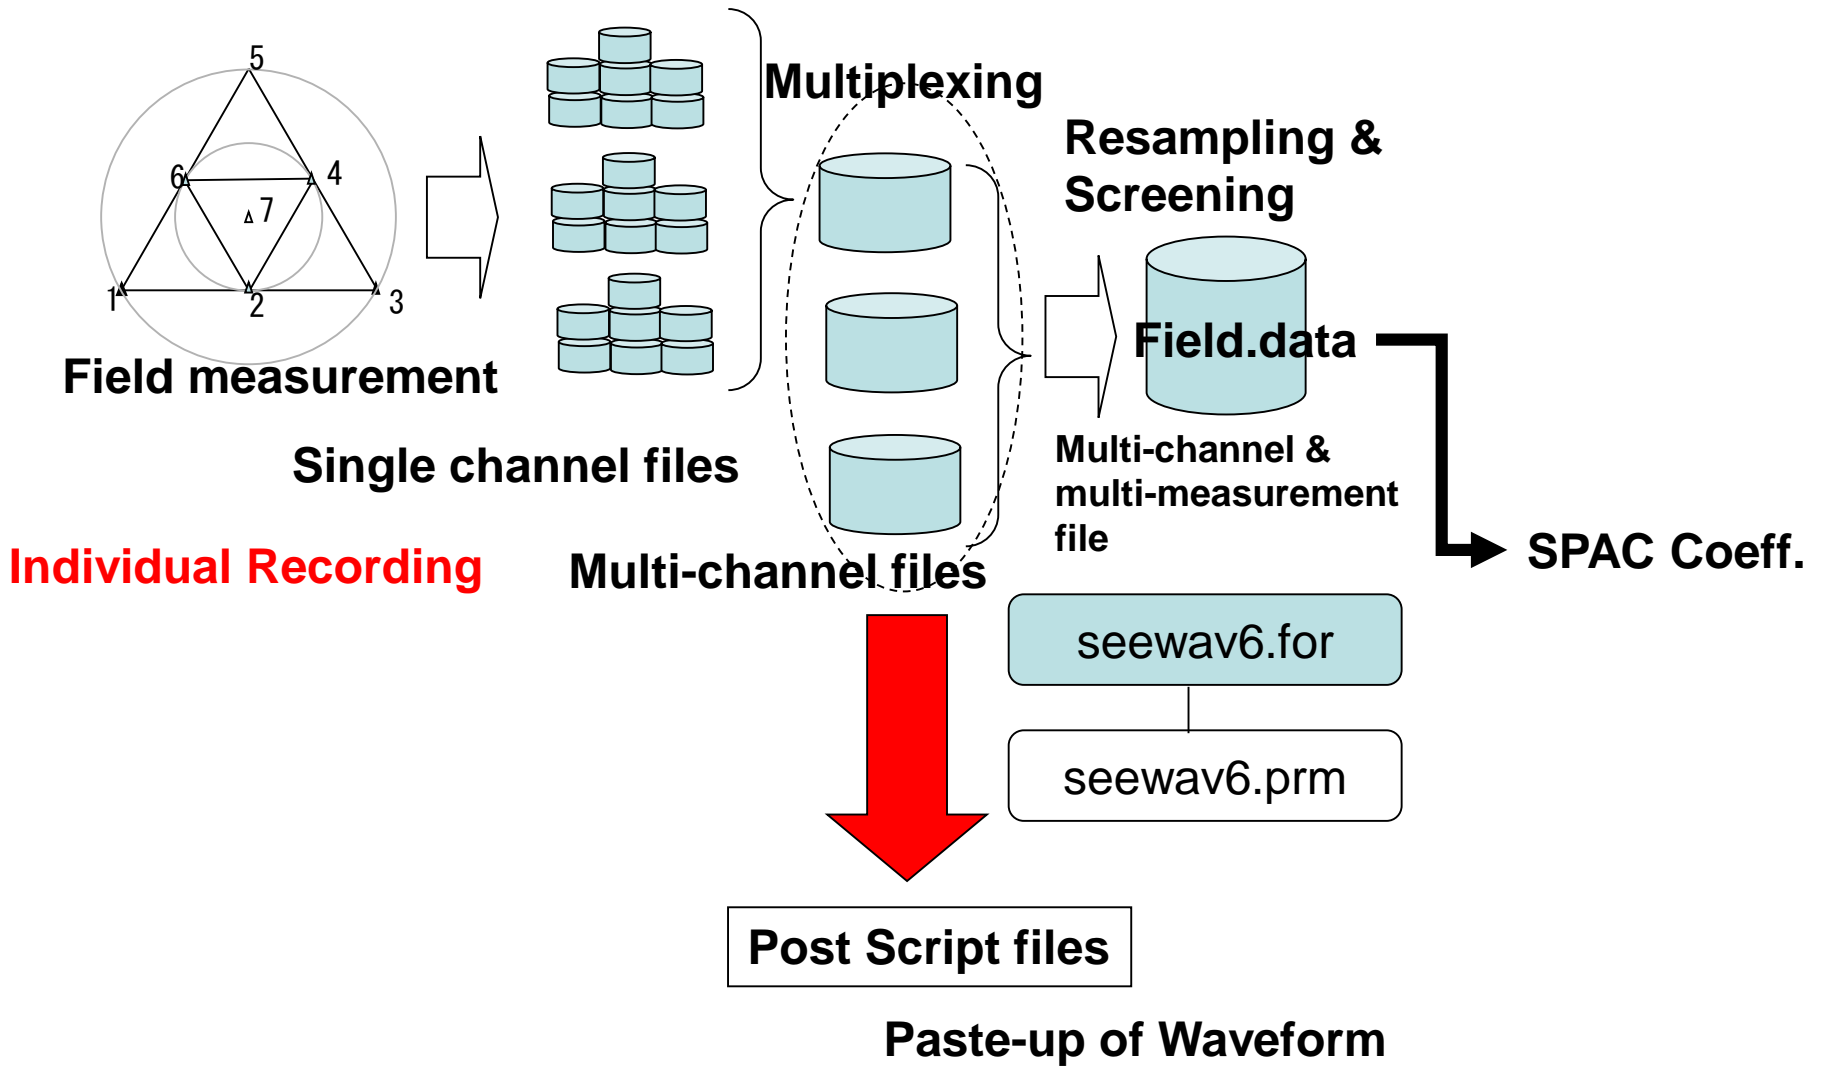 5
6
4
7
1
2
3
Field measurement
Single channel files
Individual Recording
Multiplexing
Multi-channel files
Resampling &
Screening
Field.data
Multi-channel &
multi-measurement
file
SPAC Coeff.
seewav6.for
seewav6.prm
Post Script files
Paste-up of Waveform